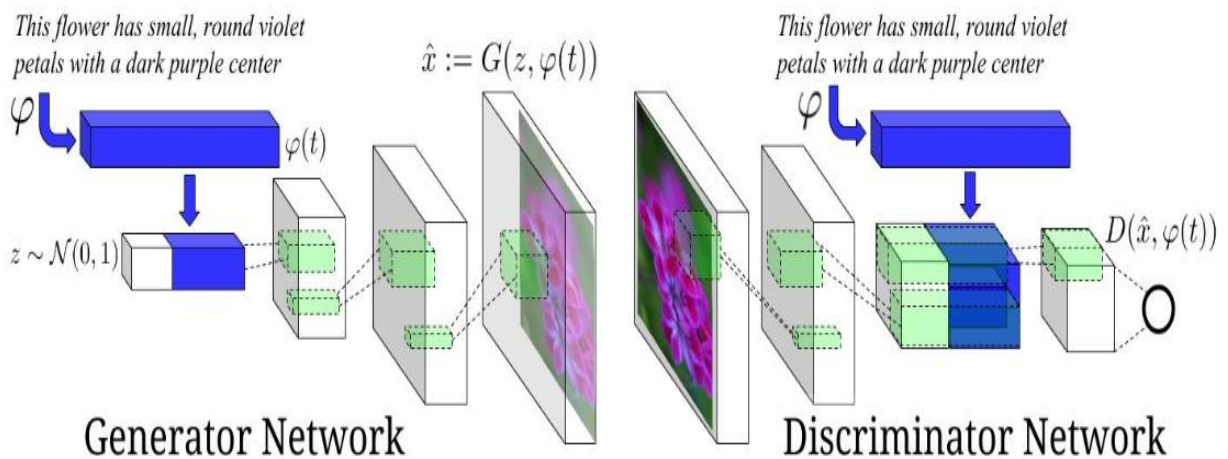 This flower has small, round violet
petals with a dark purple center
φ
φ(t)
z ~ N(0, 1)
x̂ := G(z, φ(t))
Generator Network
This flower has small, round violet
petals with a dark purple center
φ
D(x̂, φ(t))
Discriminator Network